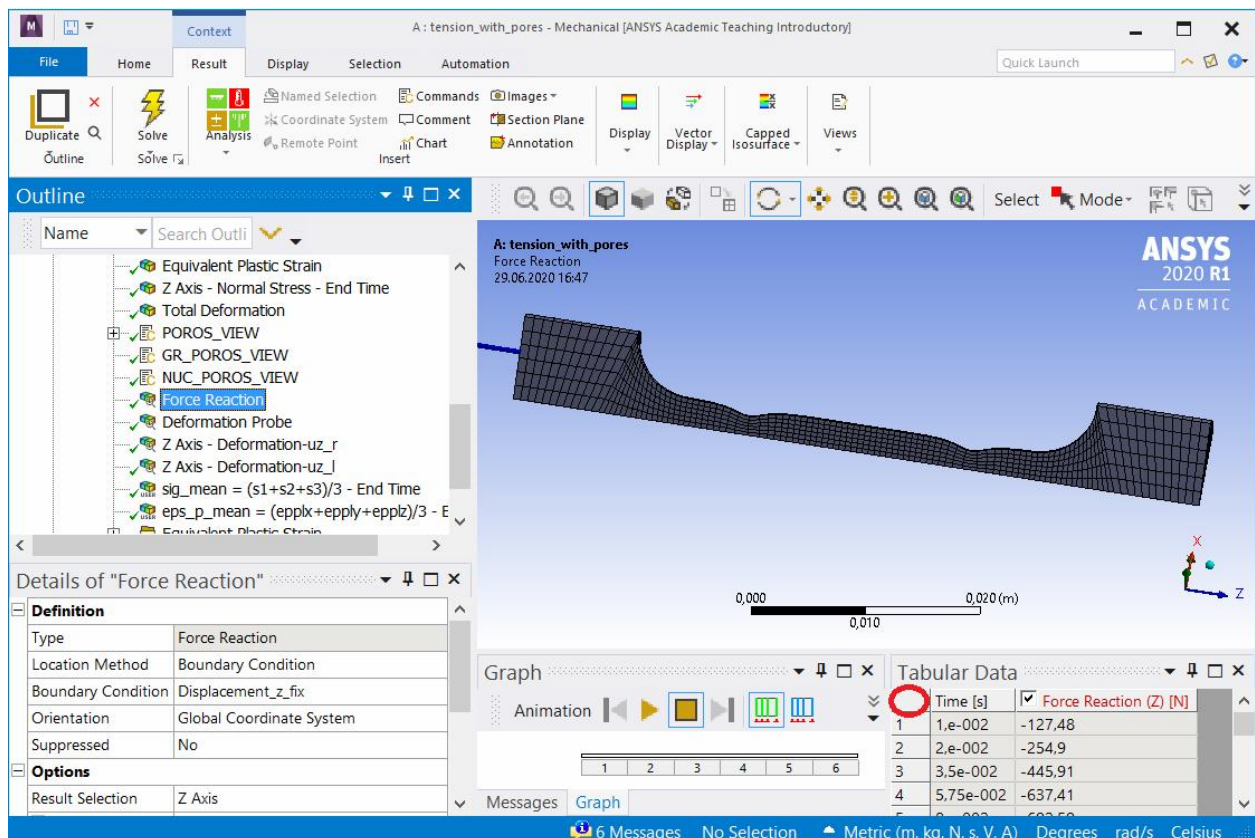 M
Context
A : tension_with_pores - Mechanical [ANSYS Academic Teaching Introductory]
File Home Result Display Selection Automation
Quick Launch
Duplicate
Outline
Solve
Solve
Analysis
Named Selection
Coordinate System
Remote Point
Commands
Comment
Chart
Images
Section Plane
Annotation
Insert
Display
Vector Display
Capped Isosurface
Views
Outline
Name
Search Outli
Select Mode
Equivalent Plastic Strain
Z Axis - Normal Stress - End Time
Total Deformation
POROS_VIEW
GR_POROS_VIEW
NUC_POROS_VIEW
Force Reaction
Deformation Probe
Z Axis - Deformation-uz_r
Z Axis - Deformation-uz_l
sig_mean = (s1+s2+s3)/3 - End Time
eps_p_mean = (epplx+epply+epplz)/3 - E
Equivalent Plastic Strain
A: tension_with_pores
Force Reaction
29.06.2020 16:47
ANSYS
2020 R1
ACADEMIC
0,000 0,020 (m)
0,010
X
Z
Details of "Force Reaction"
Definition
Type Force Reaction
Location Method Boundary Condition
Boundary Condition Displacement_z_fix
Orientation Global Coordinate System
Suppressed No
Options
Result Selection Z Axis
Graph
Animation
1 2 3 4 5 6
Messages Graph
Tabular Data
Time [s] Force Reaction (Z) [N]
1 1,e-002 -127,48
2 2,e-002 -254,9
3 3,5e-002 -445,91
4 5,75e-002 -637,41
6 Messages No Selection Metric (m, kg, N, s, V, A) Degrees rad/s Celsius